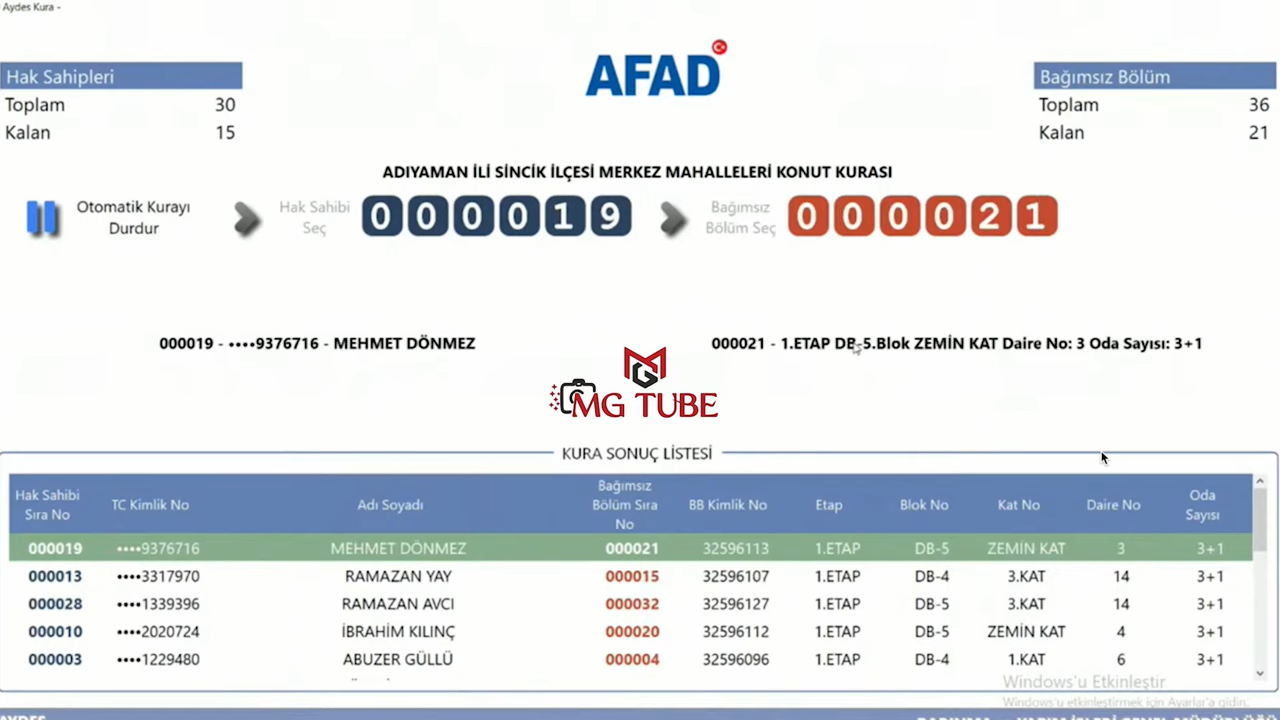 Aydes Kura -
AFAD
Hak Sahipleri
Toplam 30
Kalan 15
Bağımsız Bölüm
Toplam 36
Kalan 21
ADIYAMAN İLİ SİNCİK İLÇESİ MERKEZ MAHALLELERİ KONUT KURASI
Otomatik Kurayı Durdur
Hak Sahibi Seç
000019
Bağımsız Bölüm Seç
000021
000019 - ••••9376716 - MEHMET DÖNMEZ
000021 - 1.ETAP DB-5.Blok ZEMİN KAT Daire No: 3 Oda Sayısı: 3+1
MG TUBE
KURA SONUÇ LİSTESİ
Hak Sahibi Sıra No TC Kimlik No Adı Soyadı Bağımsız Bölüm Sıra No BB Kimlik No Etap Blok No Kat No Daire No Oda Sayısı
000019 ••••9376716 MEHMET DÖNMEZ 000021 32596113 1.ETAP DB-5 ZEMİN KAT 3 3+1
000013 ••••3317970 RAMAZAN YAY 000015 32596107 1.ETAP DB-4 3.KAT 14 3+1
000028 ••••1339396 RAMAZAN AVCI 000032 32596127 1.ETAP DB-5 3.KAT 14 3+1
000010 ••••2020724 İBRAHİM KILINÇ 000020 32596112 1.ETAP DB-5 ZEMİN KAT 4 3+1
000003 ••••1229480 ABUZER GÜLLÜ 000004 32596096 1.ETAP DB-4 1.KAT 6 3+1
Windows'u Etkinleştir
Windows'u etkinleştirmek için Ayarlar'a gidin.
AYDES